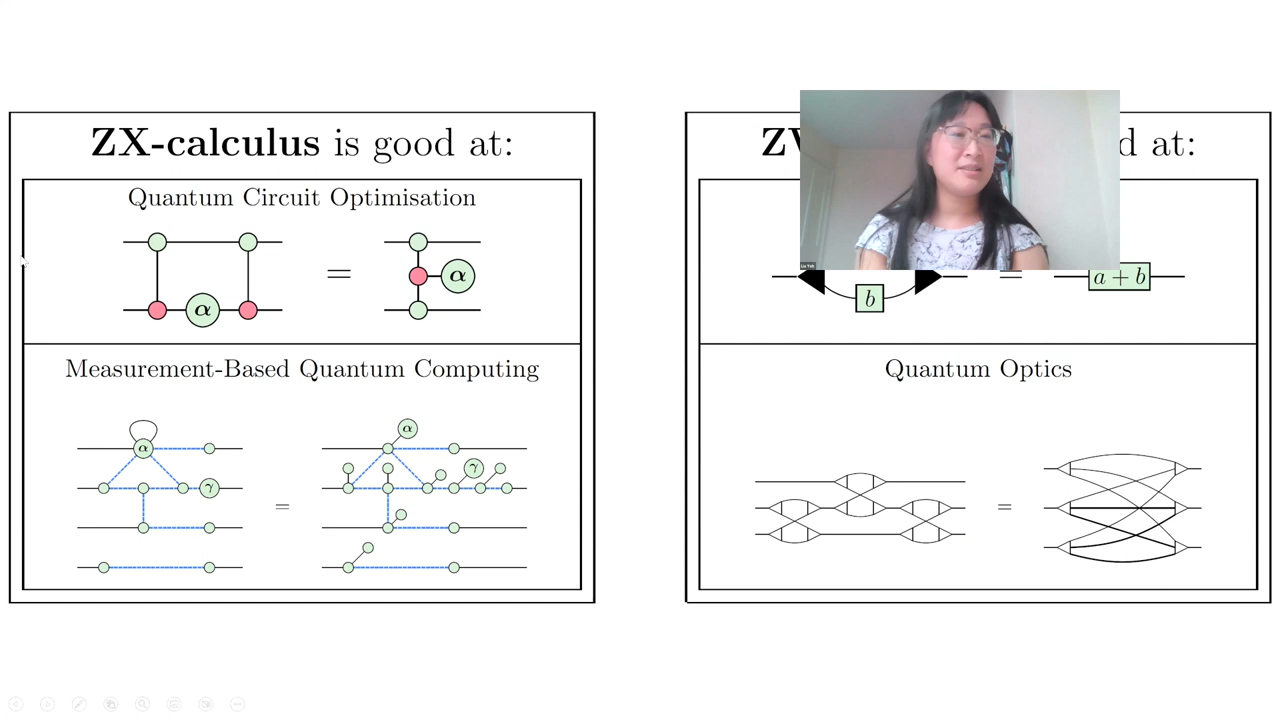 ZX-calculus is good at:
Quantum Circuit Optimisation
α
=
α
Measurement-Based Quantum Computing
α
γ
=
α
γ
d at:
b
=
a + b
Quantum Optics
=